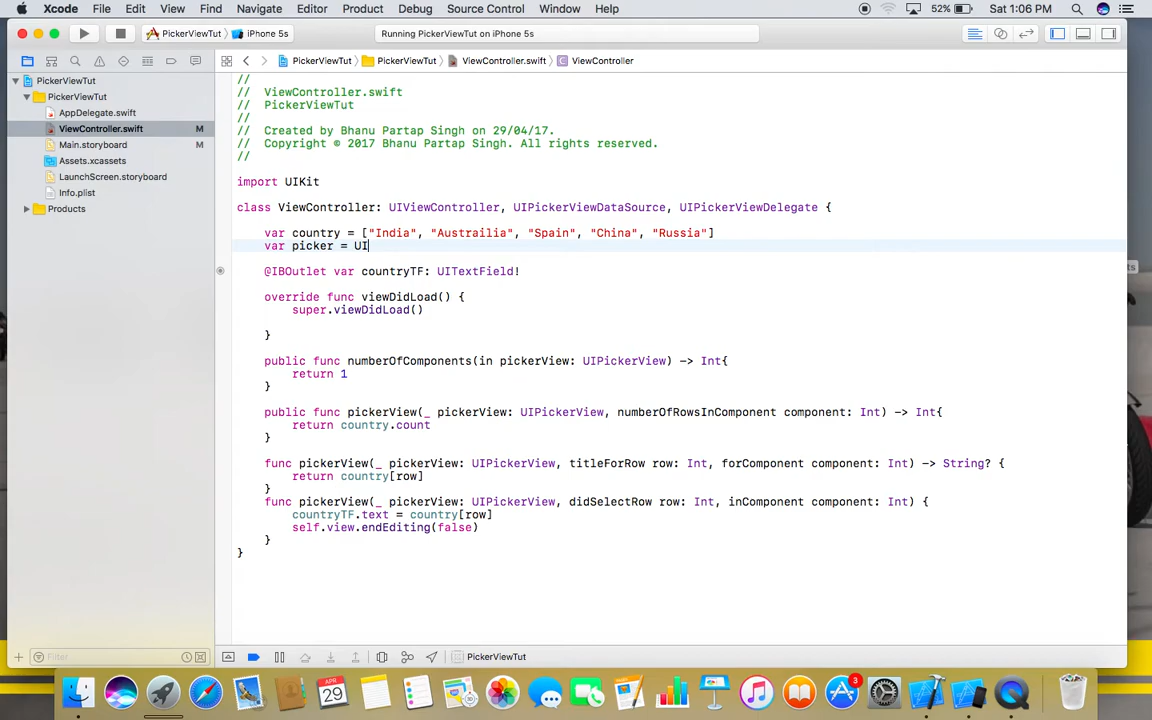 Xcode File Edit View Find Navigate Editor Product Debug Source Control Window Help 52% Sat 1:06 PM
PickerViewTut iPhone 5s Running PickerViewTut on iPhone 5s
PickerViewTut PickerViewTut ViewController.swift ViewController
PickerViewTut
PickerViewTut
AppDelegate.swift
ViewController.swift M
Main.storyboard M
Assets.xcassets
LaunchScreen.storyboard
Info.plist
Products
//
// ViewController.swift
// PickerViewTut
//
// Created by Bhanu Partap Singh on 29/04/17.
// Copyright © 2017 Bhanu Partap Singh. All rights reserved.
//
import UIKit
class ViewController: UIViewController, UIPickerViewDataSource, UIPickerViewDelegate {
var country = ["India", "Austrailia", "Spain", "China", "Russia"]
var picker = UI
@IBOutlet var countryTF: UITextField!
override func viewDidLoad() {
super.viewDidLoad()
}
public func numberOfComponents(in pickerView: UIPickerView) -> Int{
return 1
}
public func pickerView(_ pickerView: UIPickerView, numberOfRowsInComponent component: Int) -> Int{
return country.count
}
func pickerView(_ pickerView: UIPickerView, titleForRow row: Int, forComponent component: Int) -> String? {
return country[row]
}
func pickerView(_ pickerView: UIPickerView, didSelectRow row: Int, inComponent component: Int) {
countryTF.text = country[row]
self.view.endEditing(false)
}
}
Filter PickerViewTut
APR
29
3